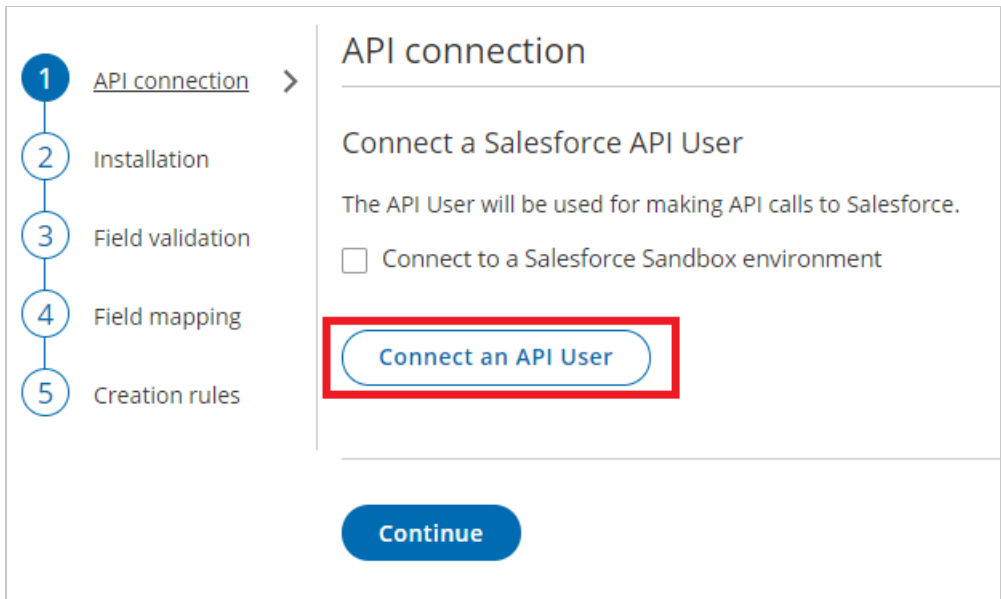 1 API connection
2 Installation
3 Field validation
4 Field mapping
5 Creation rules
API connection
Connect a Salesforce API User
The API User will be used for making API calls to Salesforce.
Connect to a Salesforce Sandbox environment
Connect an API User
Continue